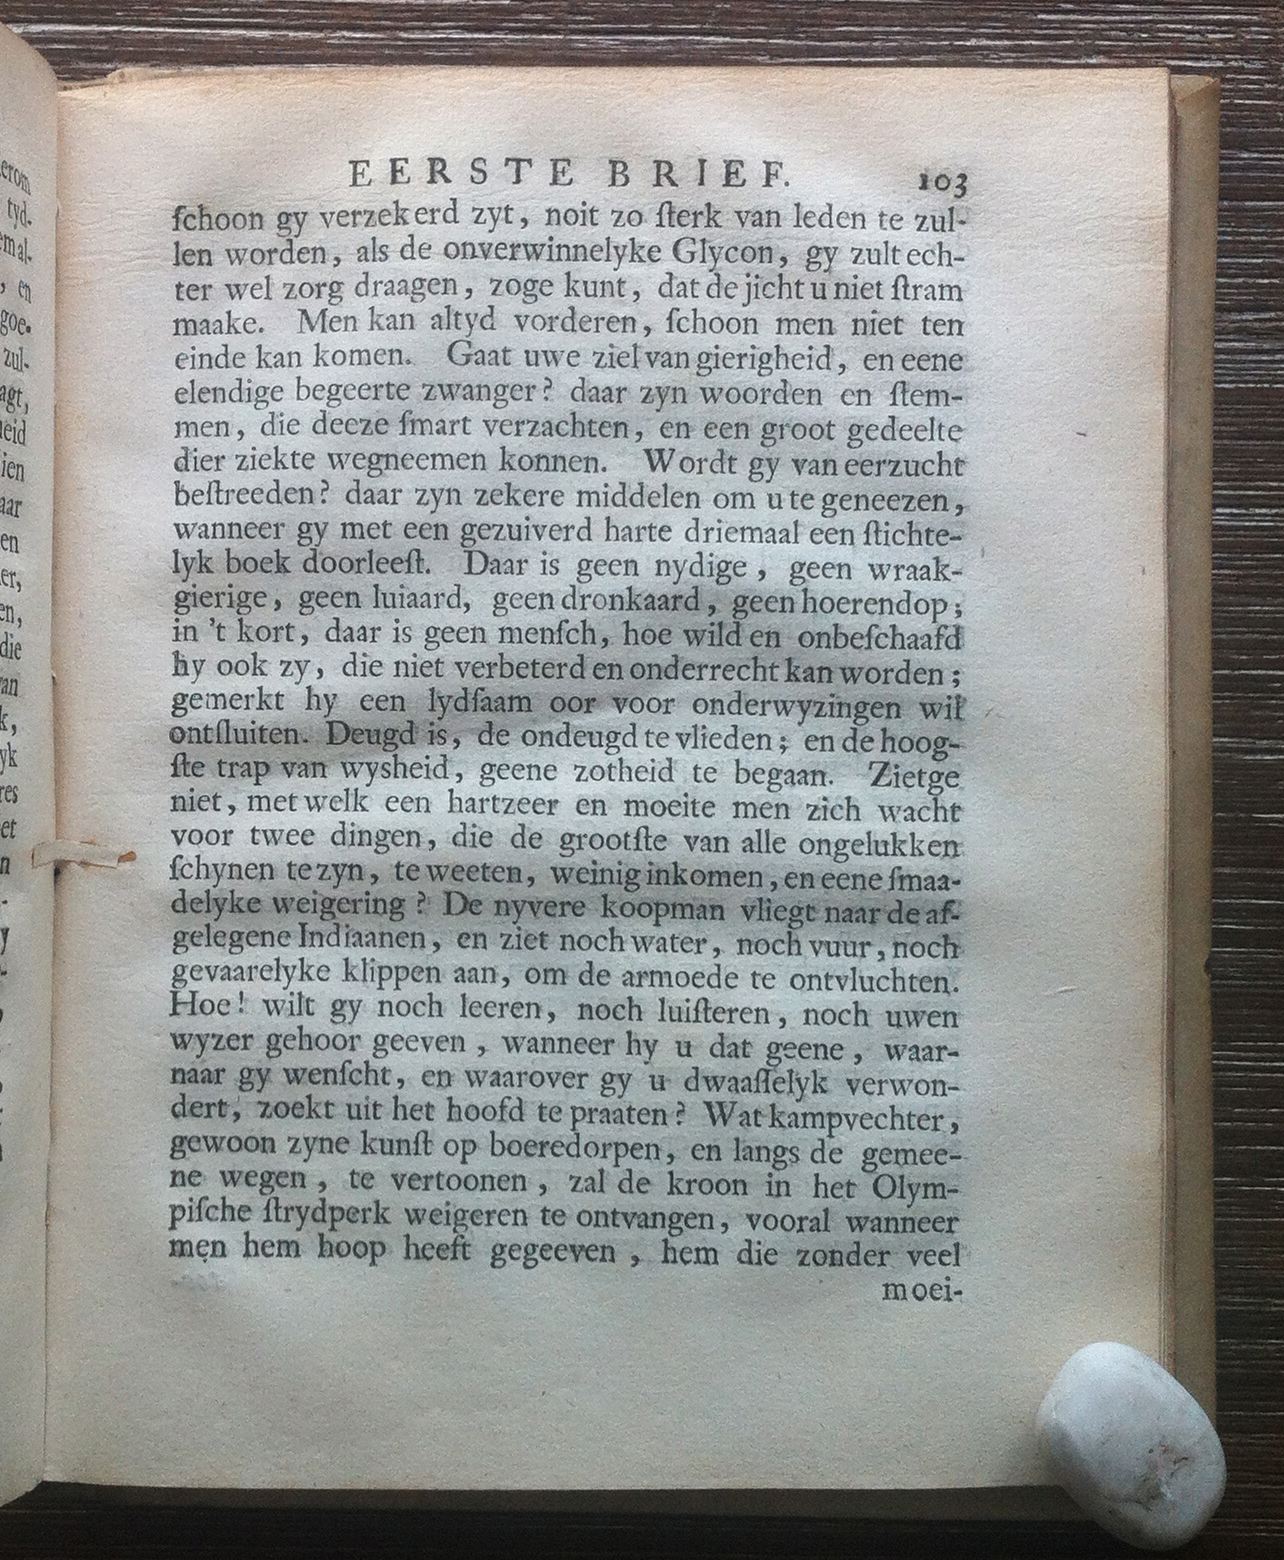 EERSTE BRIEF. 103
ſchoon gy verzekerd zyt, noit zo ſterk van leden te zul-
len worden, als de onverwinnelyke Glycon, gy zult ech-
ter wel zorg draagen, zoge kunt, dat de jicht u niet ſtram
maake. Men kan altyd vorderen, ſchoon men niet ten
einde kan komen. Gaat uwe ziel van gierigheid, en eene
elendige begeerte zwanger? daar zyn woorden en ſtem-
men, die deeze ſmart verzachten, en een groot gedeelte
dier ziekte wegneemen konnen. Wordt gy van eerzucht
beſtreeden? daar zyn zekere middelen om u te geneezen,
wanneer gy met een gezuiverd harte driemaal een ſtichte-
lyk boek doorleeſt. Daar is geen nydige, geen wraak-
gierige, geen luiaard, geen dronkaard, geen hoerendop;
in 't kort, daar is geen menſch, hoe wild en onbeſchaafd
hy ook zy, die niet verbeterd en onderrecht kan worden;
gemerkt hy een lydſaam oor voor onderwyzingen wil
ontſluiten. Deugd is, de ondeugd te vlieden; en de hoog-
ſte trap van wysheid, geene zotheid te begaan. Zietge
niet, met welk een hartzeer en moeite men zich wacht
voor twee dingen, die de grootſte van alle ongelukken
ſchynen te zyn, te weeten, weinig inkomen, en eene ſmaa-
delyke weigering? De nyvere koopman vliegt naar de af-
gelegene Indiaanen, en ziet noch water, noch vuur, noch
gevaarelyke klippen aan, om de armoede te ontvluchten.
Hoe! wilt gy noch leeren, noch luiſteren, noch uwen
wyzer gehoor geeven, wanneer hy u dat geene, waar-
naar gy wenſcht, en waarover gy u dwaaſſelyk verwon-
dert, zoekt uit het hoofd te praaten? Wat kampvechter,
gewoon zyne kunſt op boeredorpen, en langs de gemee-
ne wegen, te vertoonen, zal de kroon in het Olym-
piſche ſtrydperk weigeren te ontvangen, vooral wanneer
men hem hoop heeft gegeeven, hem die zonder veel
moei-